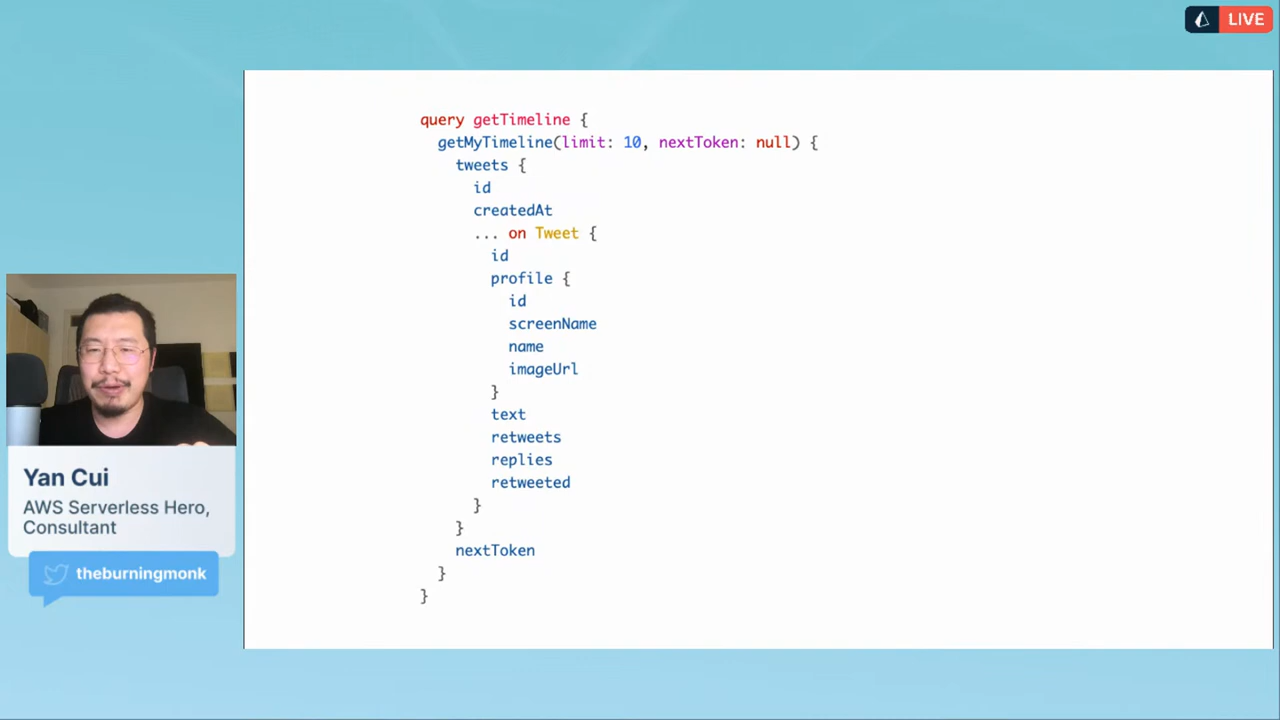 LIVE
query getTimeline {
getMyTimeline(limit: 10, nextToken: null) {
tweets {
id
createdAt
... on Tweet {
id
profile {
id
screenName
name
imageUrl
}
text
retweets
replies
retweeted
}
}
nextToken
}
}
Yan Cui
AWS Serverless Hero,
Consultant
theburningmonk